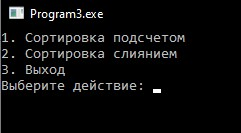 Program3.exe
1. Сортировка подсчетом
2. Сортировка слиянием
3. Выход
Выберите действие: